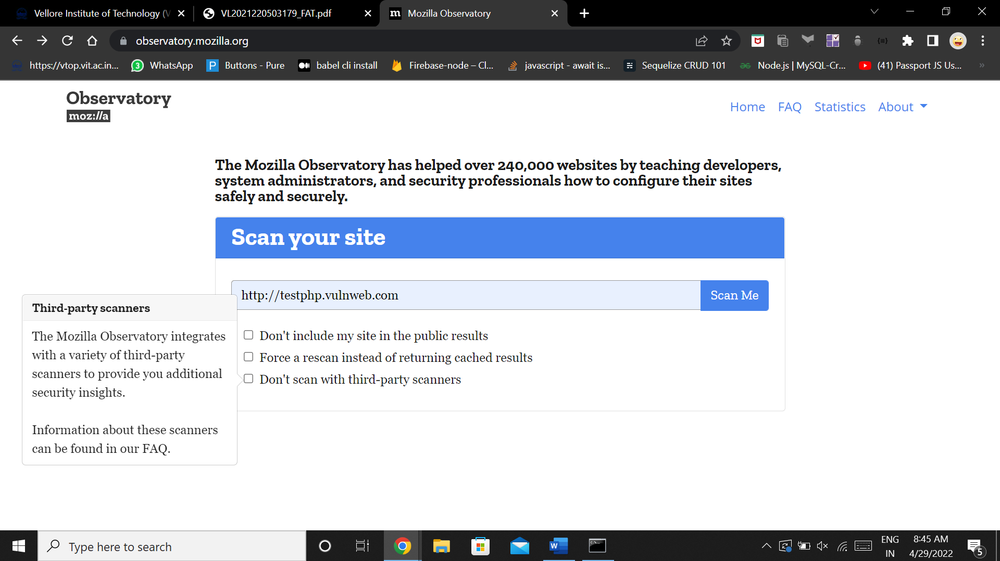 Vellore Institute of Technology (V
VL2021220503179_FAT.pdf
m Mozilla Observatory
observatory.mozilla.org
https://vtop.vit.ac.in...
3 WhatsApp
P Buttons - Pure
babel cli install
Firebase-node – Cl...
javascript - await is...
Sequelize CRUD 101
Node.js | MySQL-Cr...
(41) Passport JS Us...
»
Observatory
moz://a
Home FAQ Statistics About
The Mozilla Observatory has helped over 240,000 websites by teaching developers,
system administrators, and security professionals how to configure their sites
safely and securely.
Scan your site
http://testphp.vulnweb.com
Scan Me
Don't include my site in the public results
Force a rescan instead of returning cached results
Don't scan with third-party scanners
Third-party scanners
The Mozilla Observatory integrates
with a variety of third-party
scanners to provide you additional
security insights.
Information about these scanners
can be found in our FAQ.
Type here to search
W
ENG
IN
8:45 AM
4/29/2022
5